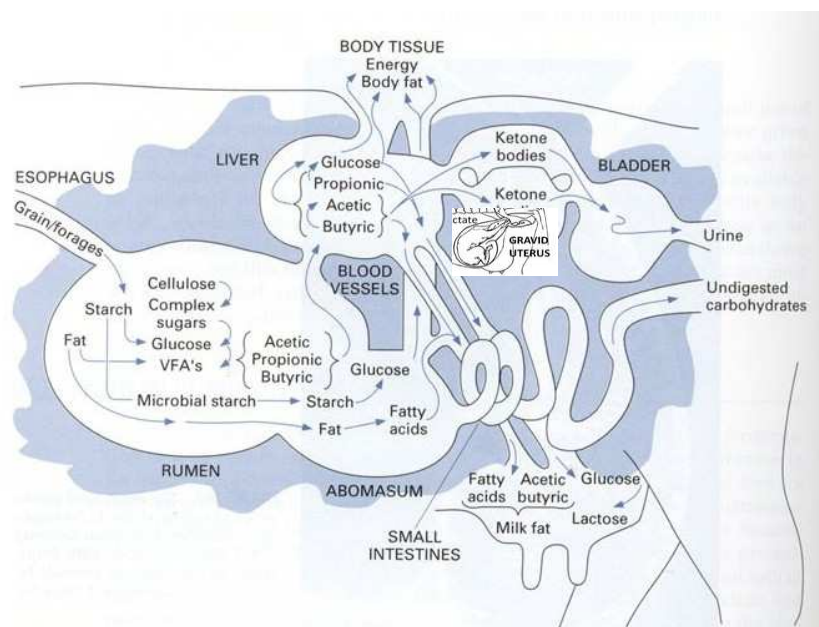 BODY TISSUE
Energy
Body fat
LIVER
Glucose
Propionic
Acetic
Butyric
Ketone
bodies
BLADDER
Ketone
ctate
GRAVID
UTERUS
Urine
ESOPHAGUS
Grain/forages
BLOOD
VESSELS
Undigested
carbohydrates
Cellulose
Starch
Complex
sugars
Fat
Glucose
VFA's
Acetic
Propionic
Butyric
Glucose
Microbial starch
Starch
Fat
Fatty
acids
RUMEN
ABOMASUM
SMALL
INTESTINES
Fatty
acids
Acetic
butyric
Glucose
Lactose
Milk fat